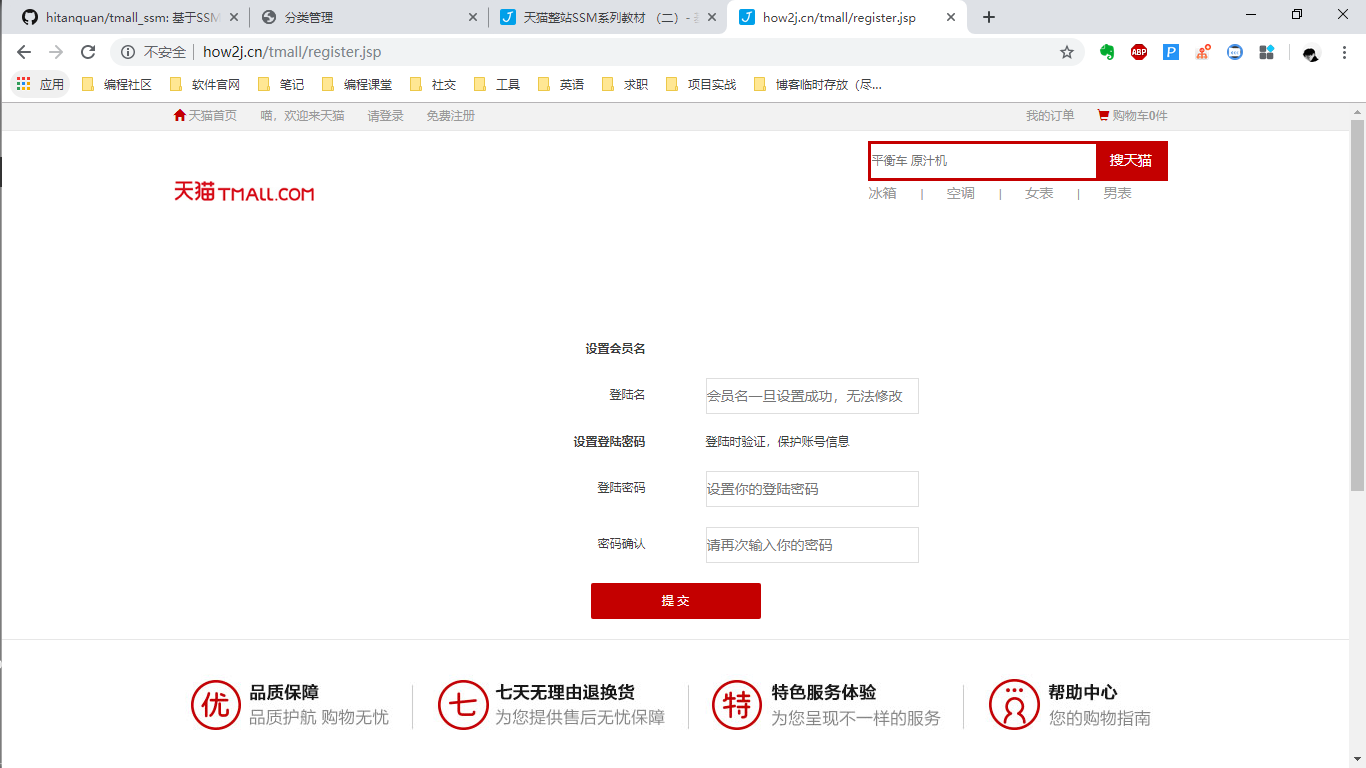 hitanquan/tmall_ssm: 基于SSM
分类管理
天猫整站SSM系列教材 （二）-
how2j.cn/tmall/register.jsp
不安全 how2j.cn/tmall/register.jsp
应用 编程社区 软件官网 笔记 编程课堂 社交 工具 英语 求职 项目实战 博客临时存放（尽...
天猫首页 喵，欢迎来天猫 请登录 免费注册 我的订单 购物车0件
平衡车 原汁机 搜天猫
天猫 TMALL.COM
冰箱 | 空调 | 女表 | 男表
设置会员名
登陆名 会员名一旦设置成功，无法修改
设置登陆密码 登陆时验证，保护账号信息
登陆密码 设置你的登陆密码
密码确认 请再次输入你的密码
提 交
优 品质保障
品质护航 购物无忧
七 七天无理由退换货
为您提供售后无忧保障
特 特色服务体验
为您呈现不一样的服务
帮助中心
您的购物指南